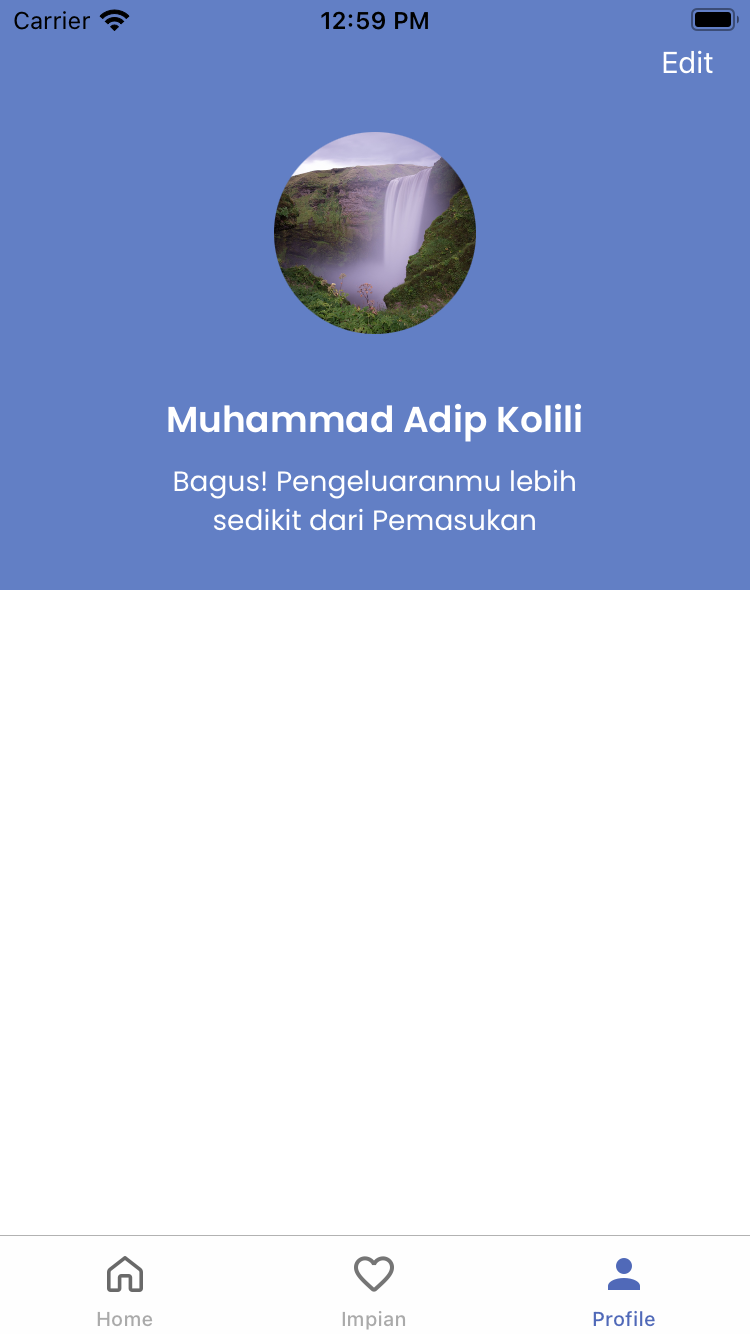 Carrier 12:59 PM
Edit
Muhammad Adip Kolili
Bagus! Pengeluaranmu lebih
sedikit dari Pemasukan
Home Impian Profile